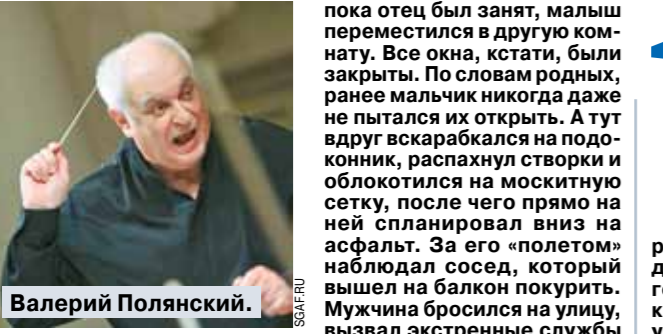 Валерий Полянский.
SGAF.RU
пока отец был занят, малыш
переместился в другую ком-
нату. Все окна, кстати, были
закрыты. По словам родных,
ранее мальчик никогда даже
не пытался их открыть. А тут
вдруг вскарабкался на подо-
конник, распахнул створки и
облокотился на москитную
сетку, после чего прямо на
ней спланировал вниз на
асфальт. За его «полетом»
наблюдал сосед, который
вышел на балкон покурить.
Мужчина бросился на улицу,
вызвал экстренные службы